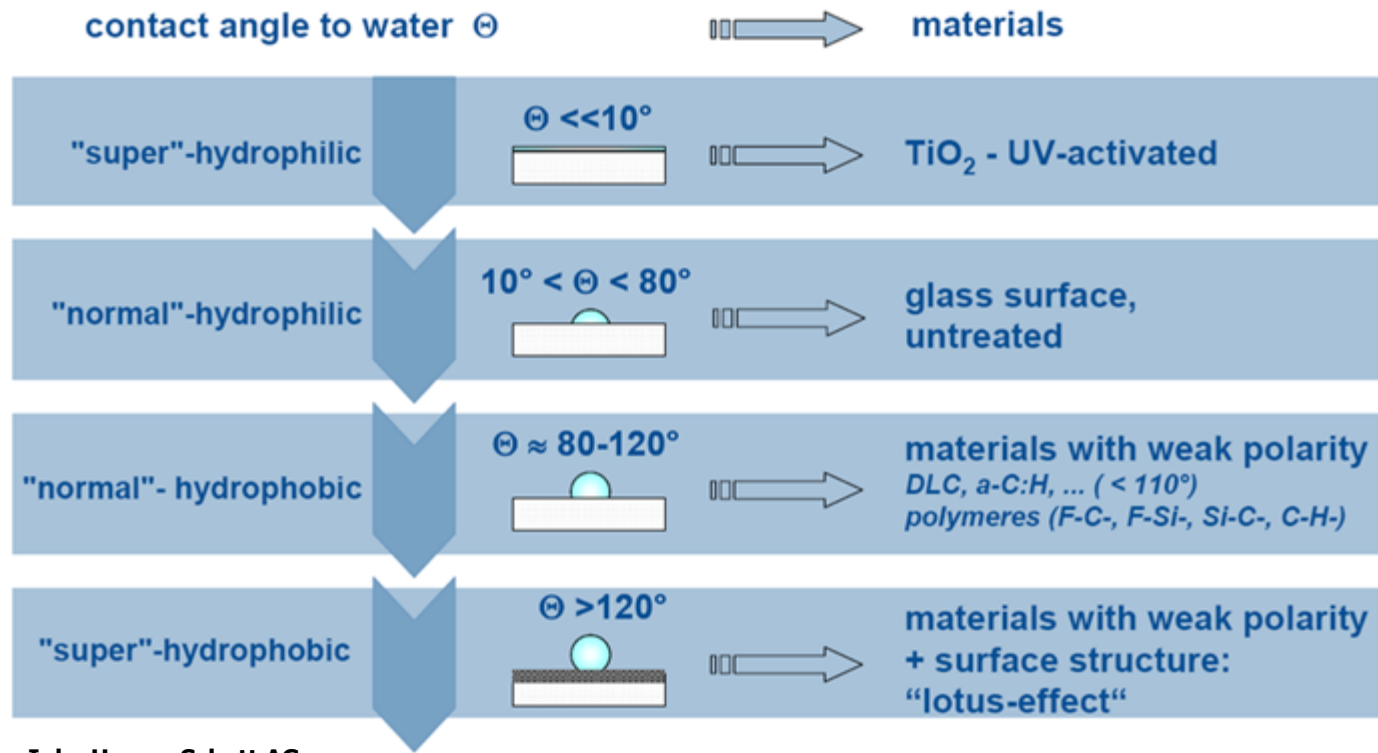 contact angle to water Θ
materials
"super"-hydrophilic
Θ <<10°
TiO₂ - UV-activated
"normal"-hydrophilic
10° < Θ < 80°
glass surface,
untreated
"normal"- hydrophobic
Θ ≈ 80-120°
materials with weak polarity
DLC, a-C:H, ... ( < 110°)
polymeres (F-C-, F-Si-, Si-C-, C-H-)
"super"-hydrophobic
Θ >120°
materials with weak polarity
+ surface structure:
“lotus-effect“